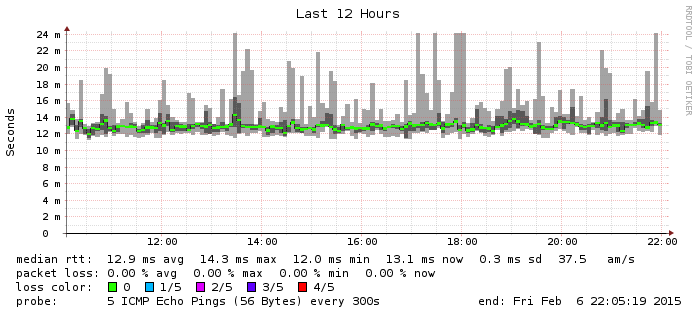 Last 12 Hours
RRDTOOL / TOBI OETIKER
Seconds
24 m
22 m
20 m
18 m
16 m
14 m
12 m
10 m
8 m
6 m
4 m
2 m
0
12:00 14:00 16:00 18:00 20:00 22:00
median rtt: 12.9 ms avg 14.3 ms max 12.0 ms min 13.1 ms now 0.3 ms sd 37.5 am/s
packet loss: 0.00 % avg 0.00 % max 0.00 % min 0.00 % now
loss color: 0 1/5 2/5 3/5 4/5
probe: 5 ICMP Echo Pings (56 Bytes) every 300s end: Fri Feb 6 22:05:19 2015